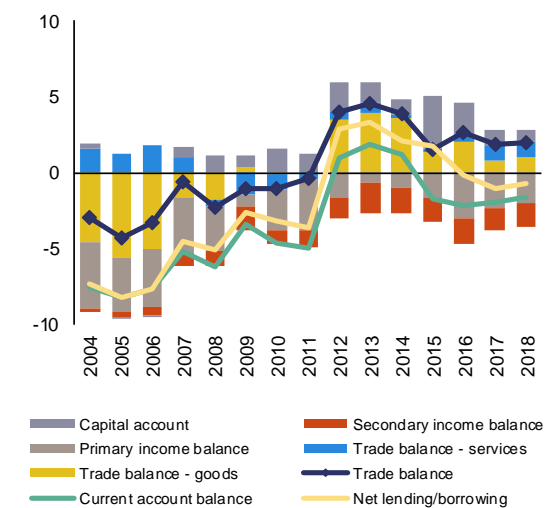 10
5
0
-5
-10
2004 2005 2006 2007 2008 2009 2010 2011 2012 2013 2014 2015 2016 2017 2018
Capital account Secondary income balance
Primary income balance Trade balance - services
Trade balance - goods Trade balance
Current account balance Net lending/borrowing